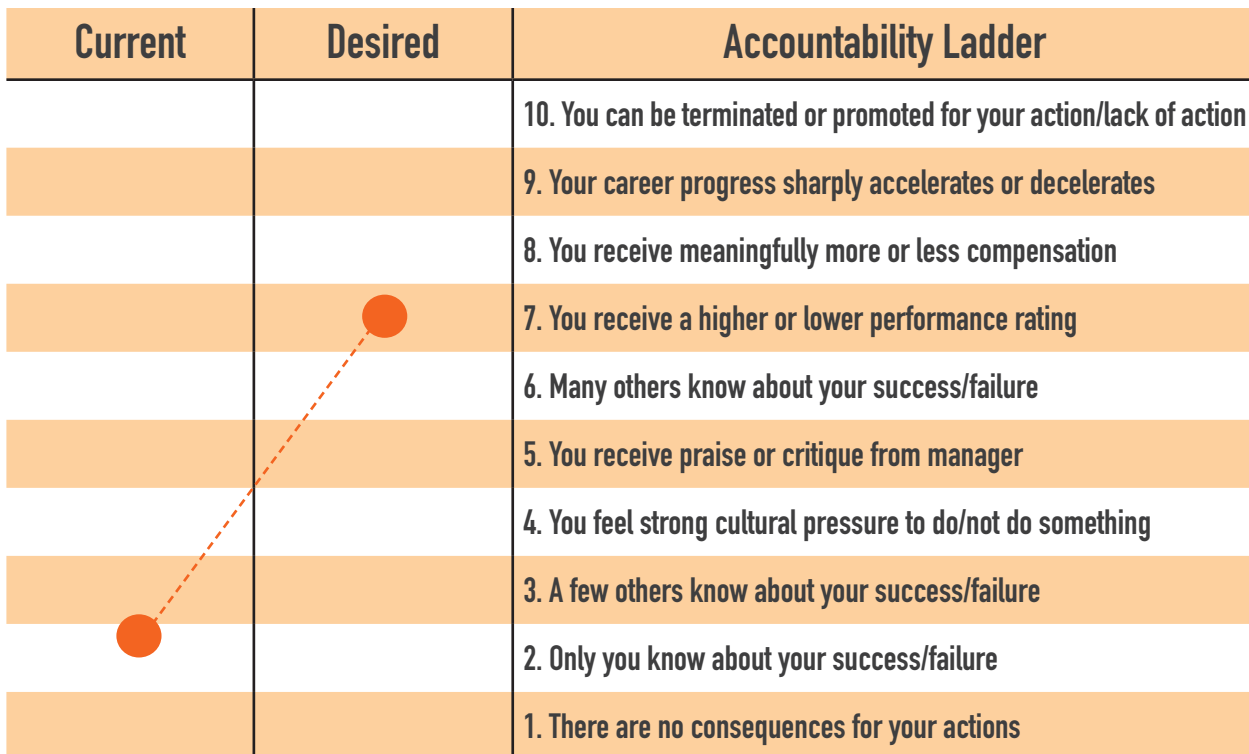 Current Desired Accountability Ladder
10. You can be terminated or promoted for your action/lack of action
9. Your career progress sharply accelerates or decelerates
8. You receive meaningfully more or less compensation
7. You receive a higher or lower performance rating
6. Many others know about your success/failure
5. You receive praise or critique from manager
4. You feel strong cultural pressure to do/not do something
3. A few others know about your success/failure
2. Only you know about your success/failure
1. There are no consequences for your actions